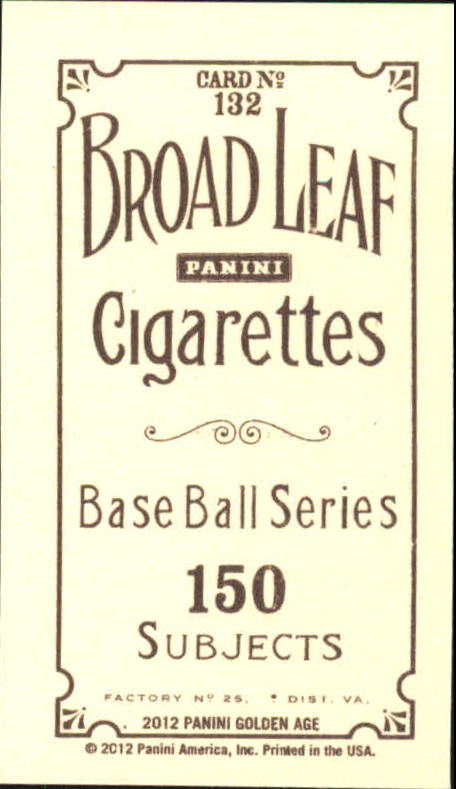 CARD Nº
132
BROAD LEAF
PANINI
Cigarettes
Base Ball Series
150
SUBJECTS
FACTORY Nº 25. • DIST. VA.
2012 PANINI GOLDEN AGE
© 2012 Panini America, Inc. Printed in the USA.